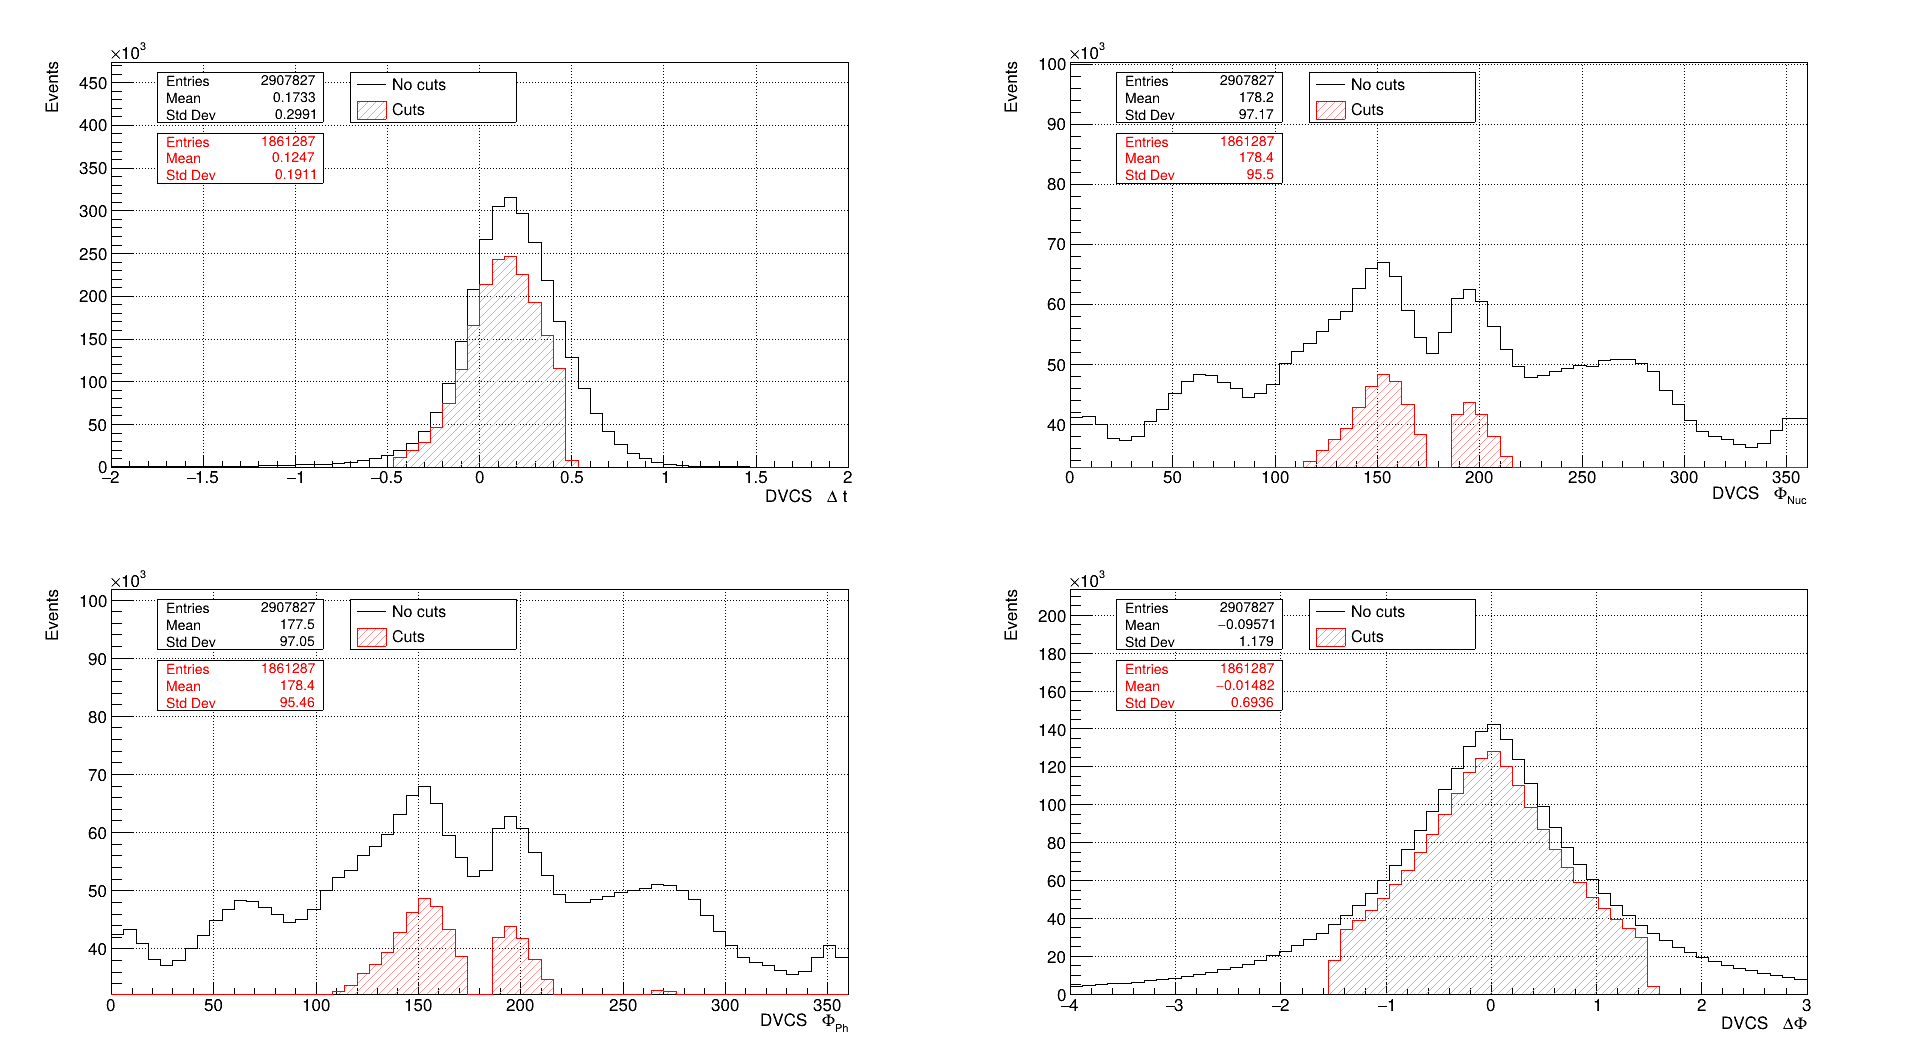 ×10³
Events
Entries 2907827
Mean 0.1733
Std Dev 0.2991
Entries 1861287
Mean 0.1247
Std Dev 0.1911
No cuts
Cuts
450
400
350
300
250
200
150
100
50
0
−2 −1.5 −1 −0.5 0 0.5 1 1.5 2
DVCS Δ t
×10³
Events
Entries 2907827
Mean 178.2
Std Dev 97.17
Entries 1861287
Mean 178.4
Std Dev 95.5
No cuts
Cuts
100
90
80
70
60
50
40
0 50 100 150 200 250 300 350
DVCS Φ_Nuc
×10³
Events
Entries 2907827
Mean 177.5
Std Dev 97.05
Entries 1861287
Mean 178.4
Std Dev 95.46
No cuts
Cuts
100
90
80
70
60
50
40
0 50 100 150 200 250 300 350
DVCS Φ_Ph
×10³
Events
Entries 2907827
Mean −0.09571
Std Dev 1.179
Entries 1861287
Mean −0.01482
Std Dev 0.6936
No cuts
Cuts
200
180
160
140
120
100
80
60
40
20
0
−4 −3 −2 −1 0 1 2 3
DVCS ΔΦ